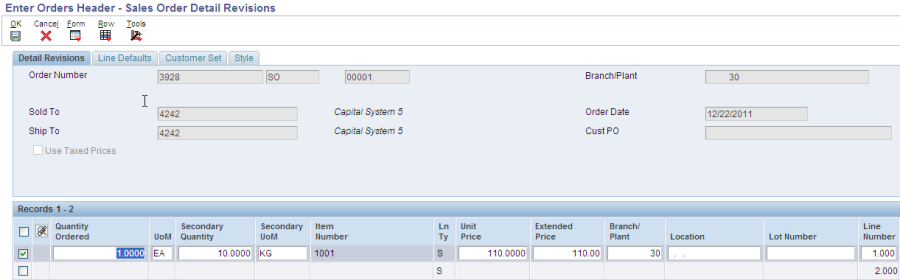 Enter Orders Header - Sales Order Detail Revisions
OK Cancel Form Row Tools
Detail Revisions Line Defaults Customer Set Style
Order Number 3928 SO 00001 Branch/Plant 30
Sold To 4242 Capital System 5 Order Date 12/22/2011
Ship To 4242 Capital System 5 Cust PO
Use Taxed Prices
Records 1 - 2
Quantity Ordered UoM Secondary Quantity Secondary UoM Item Number Ln Ty Unit Price Extended Price Branch/ Plant Location Lot Number Line Number
1.0000 EA 10.0000 KG 1001 S 110.0000 110.00 30 . . 1.000
S 2.000